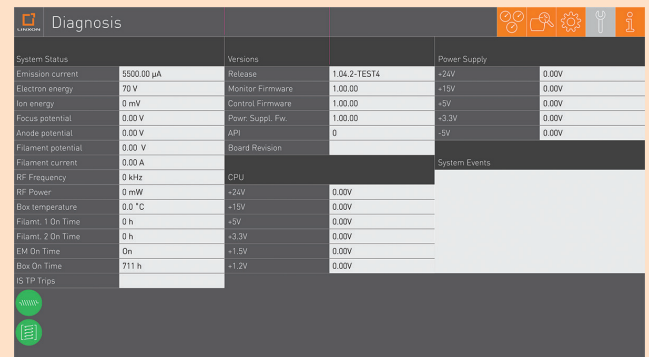 LINXON
Diagnosis
System Status
Emission current 5500.00 µA
Electron energy 70 V
Ion energy 0 mV
Focus potential 0.00 V
Anode potential 0.00 V
Filament potential 0.00 V
Filament current 0.00 A
RF Frequency 0 kHz
RF Power 0 mW
Box temperature 0.0 °C
Filamt. 1 On Time 0 h
Filamt. 2 On Time 0 h
EM On Time On
Box On Time 711 h
IS TP Trips
Versions
Release 1.04.2-TEST4
Monitor Firmware 1.00.00
Control Firmware 1.00.00
Powr. Suppl. Fw. 1.00.00
API 0
Board Revision
CPU
+24V 0.00V
+15V 0.00V
+5V 0.00V
+3.3V 0.00V
+1.5V 0.00V
+1.2V 0.00V
Power Supply
+24V 0.00V
+15V 0.00V
+5V 0.00V
+3.3V 0.00V
-5V 0.00V
System Events